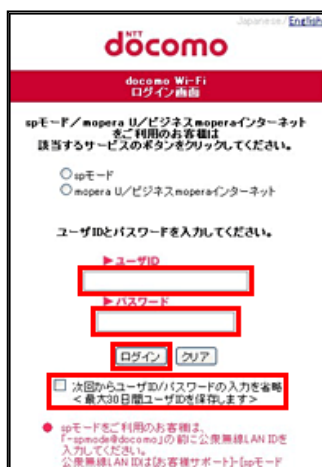 Japanese/English
NTT
döcomo
docomo Wi-Fi
ログイン画面
spモード/mopera U/ビジネスmoperaインターネット
をご利用のお客様は
該当するサービスのボタンをクリックしてください。
spモード
mopera U/ビジネスmoperaインターネット
ユーザIDとパスワードを入力してください。
▶ユーザID
▶パスワード
ログイン クリア
次回からユーザID/パスワードの入力を省略
<最大30日間ユーザIDを保存します>
● spモードをご利用のお客様は、
「-spmode@docomo」の前に公衆無線LAN IDを
入力してください。
公衆無線LAN IDは[お客様サポート]-[spモード